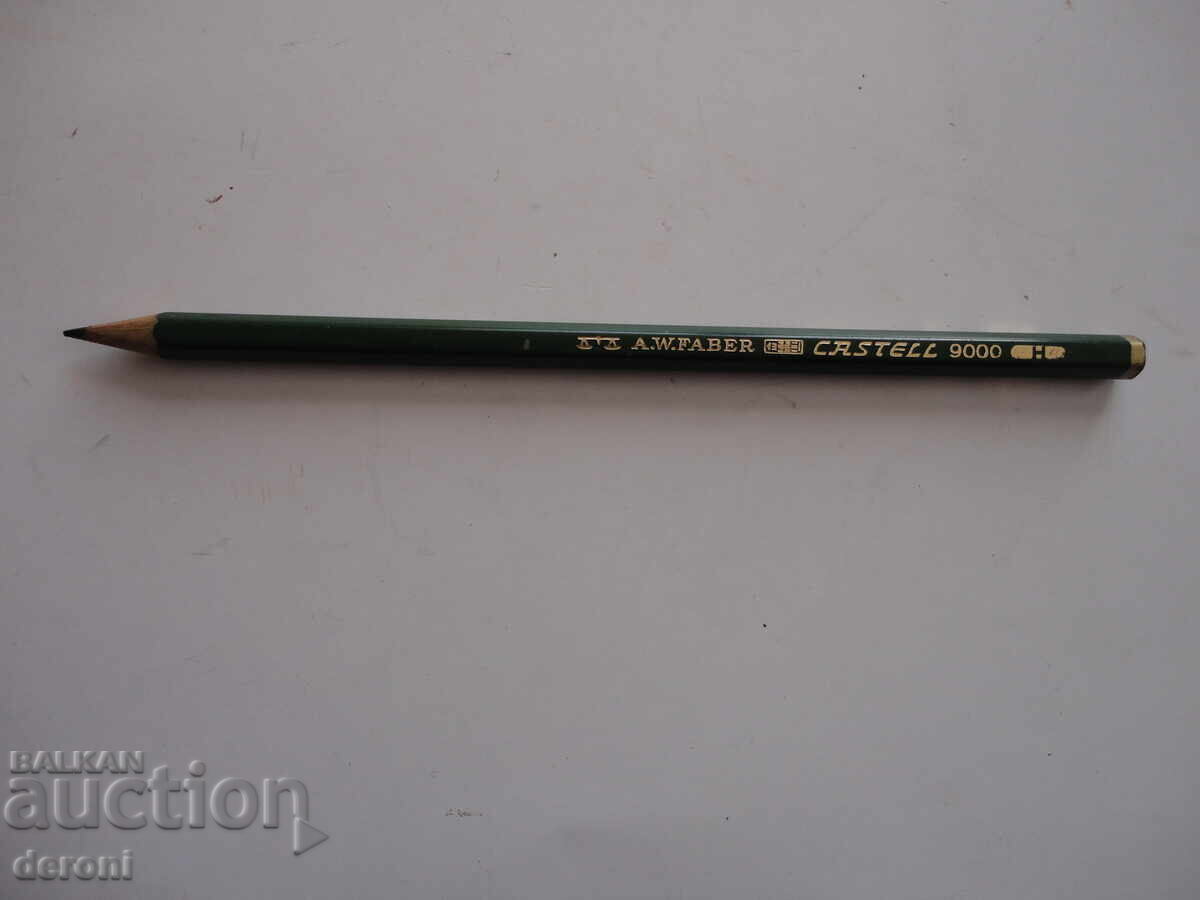 A.W.FABER CASTELL 9000
BALKAN
auction
deroni